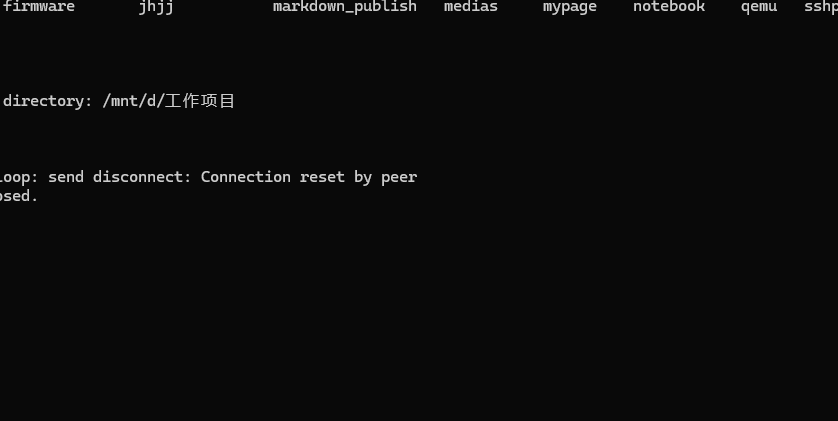 firmware jhjj markdown_publish medias mypage notebook qemu sshp
directory: /mnt/d/工作项目
loop: send disconnect: Connection reset by peer
osed.